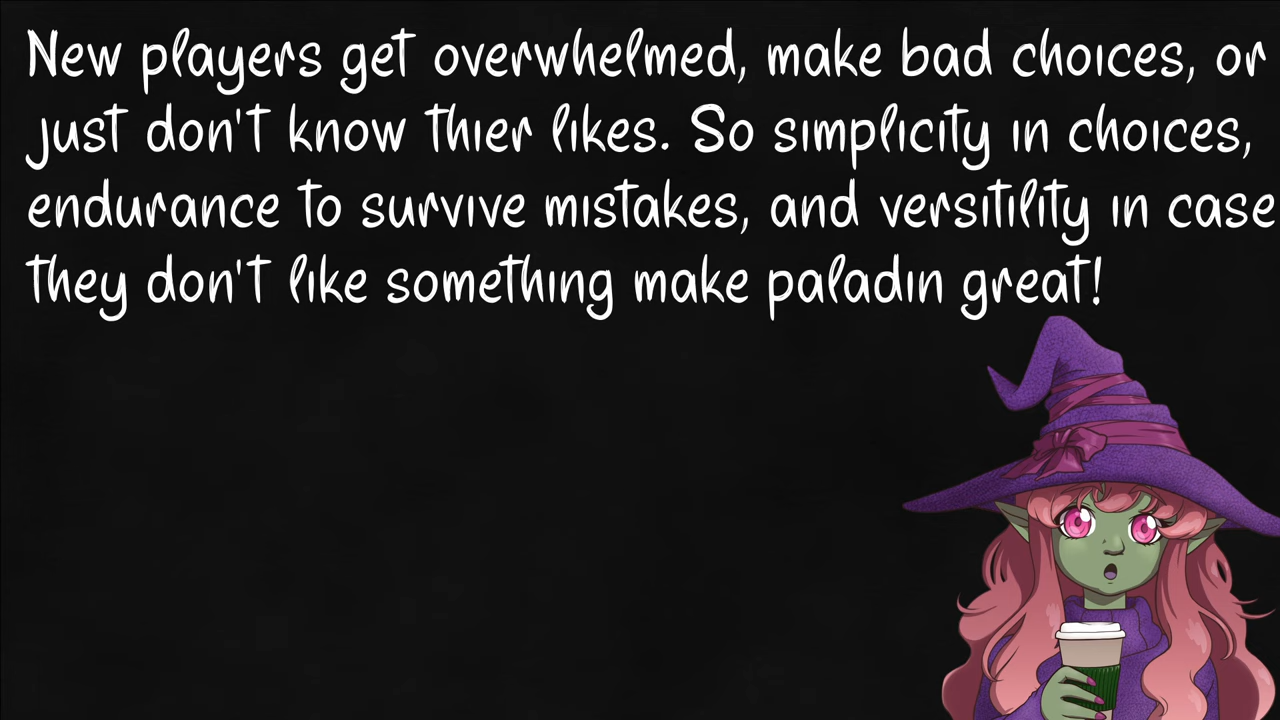 New players get overwhelmed, make bad choices, or
just don't know thier likes. So simplicity in choices,
endurance to survive mistakes, and versitility in case
they don't like something make paladin great!